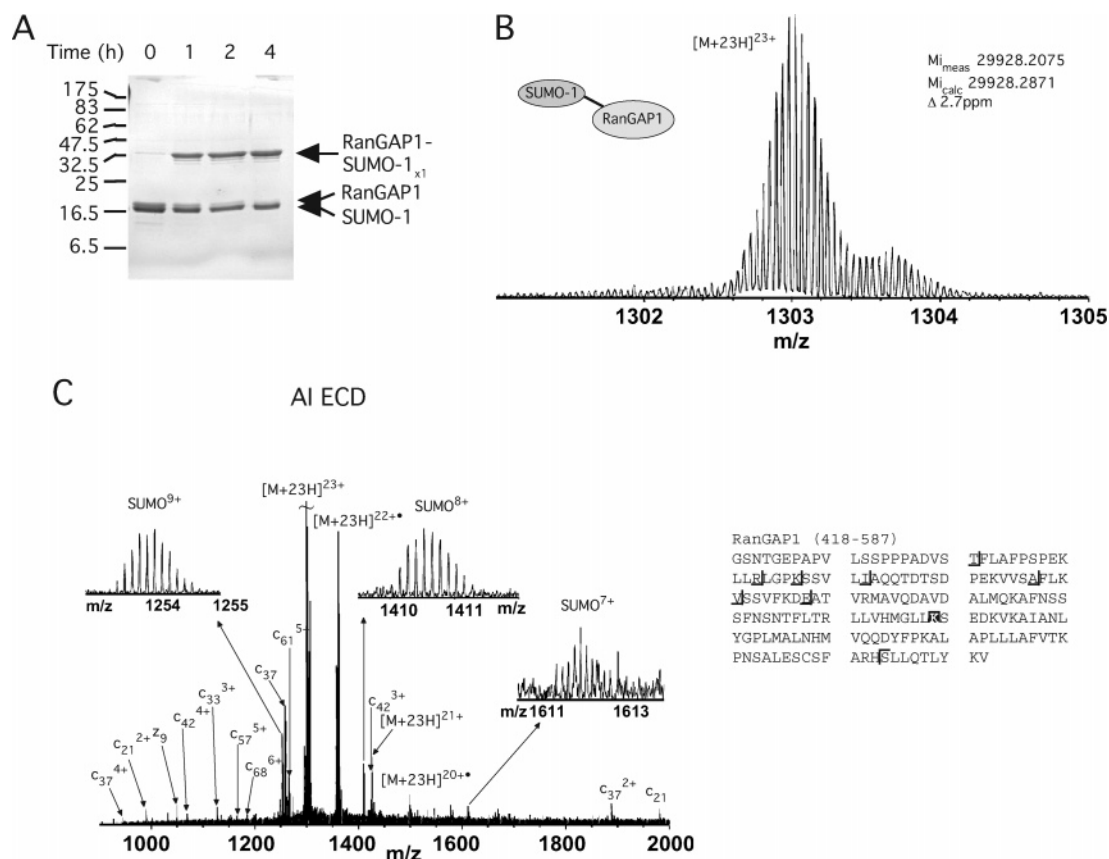 A
Time (h) 0 1 2 4
175
83
62
47.5
32.5
25
16.5
6.5
RanGAP1-
SUMO-1x1
RanGAP1
SUMO-1
B
[M+23H]23+
Mimeas 29928.2075
Micalc 29928.2871
Δ 2.7ppm
SUMO-1
RanGAP1
1302 1303 1304 1305
m/z
C
AI ECD
SUMO9+
[M+23H]23+
[M+23H]22+•
SUMO8+
m/z 1254 1255
1410 1411
m/z
SUMO7+
m/z 1611 1613
c37 4+
c21 2+
z9
c42 4+
c33 3+
c57 5+
c68 6+
c37
c61 5-
c42 3+
[M+23H]21+
[M+23H]20+•
c37 2+
c21
1000 1200 1400 1600 1800 2000
m/z
RanGAP1 (418-587)
GSNTGEPAPV LSSPPPADVS TFLAFPSPEK
LLRLGPKSSV LIAQQTDTSD PEKVVSAFLK
VSSVFKDEAT VRMAVQDAVD ALMQKAFNSS
SFNSNTFLTR LLVHMGLLKS EDKVKAIANL
YGPLMALNHM VQQDYFPKAL APLLLAFVTK
PNSALESCSF ARHSLLQTLY KV